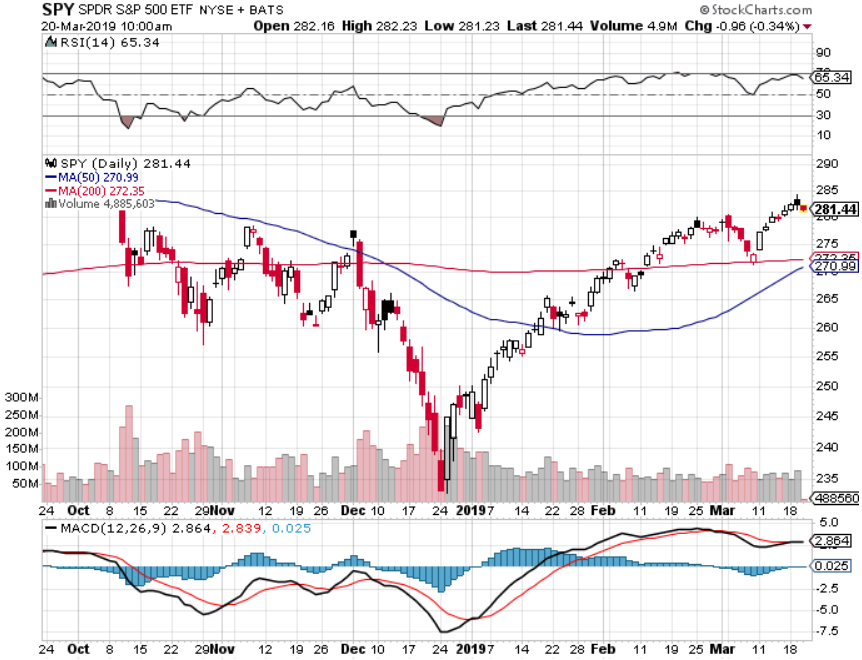 SPY SPDR S&P 500 ETF NYSE + BATS
© StockCharts.com
20-Mar-2019 10:00am
Open 282.16 High 282.23 Low 281.23 Last 281.44 Volume 4.9M Chg -0.96 (-0.34%)
RSI(14) 65.34
90
65.34
50
30
10
SPY (Daily) 281.44
MA(50) 270.99
MA(200) 272.35
Volume 4,885,603
290
285
281.44
275
272.35
270.99
265
260
255
250
245
240
235
488560
300M
250M
200M
150M
100M
50M
24 Oct 8 15 22 29 Nov 12 19 26 Dec 10 17 24 2019 7 14 22 28 Feb 11 19 25 Mar 11 18
MACD(12,26,9) 2.864, 2.839, 0.025
5.0
2.864
0.025
-2.5
-5.0
-7.5
24 Oct 8 15 22 29 Nov 12 19 26 Dec 10 17 24 2019 7 14 22 28 Feb 11 19 25 Mar 11 18